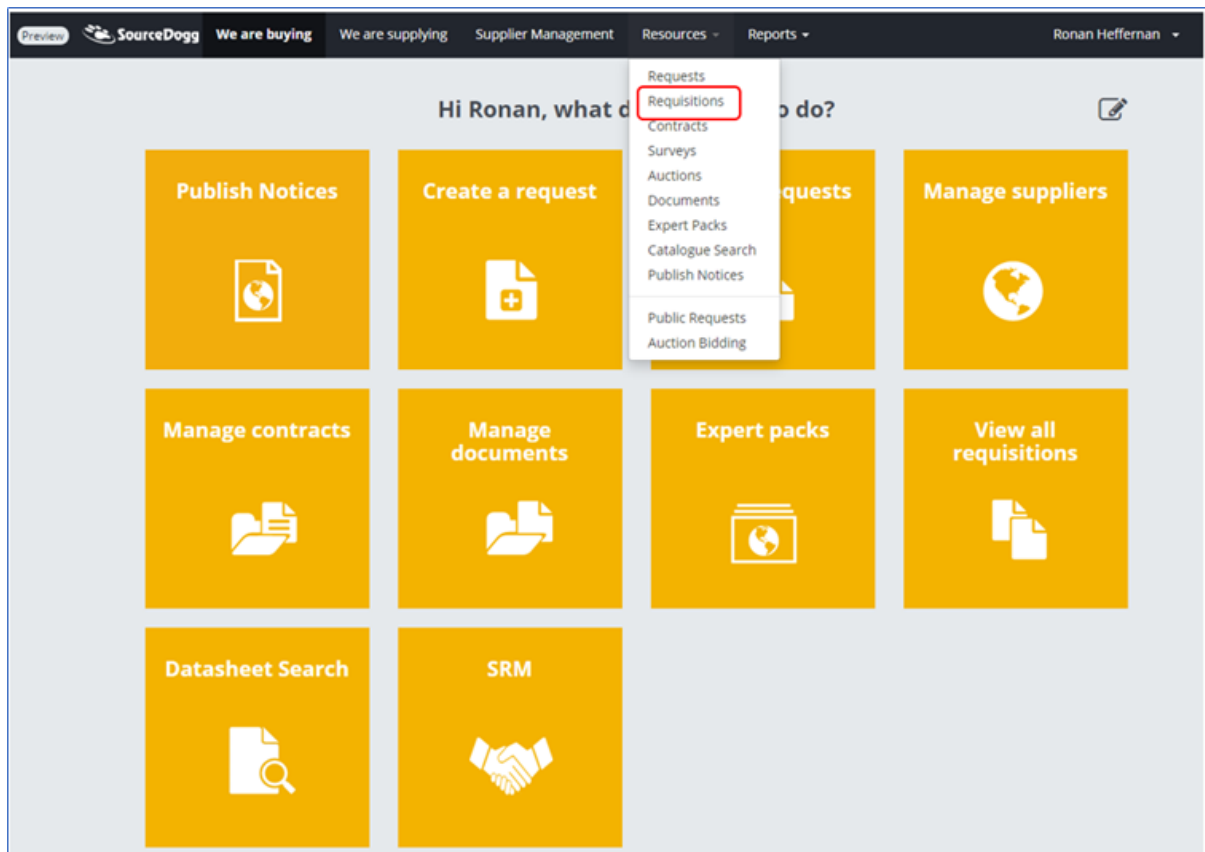 Preview SourceDogg We are buying We are supplying Supplier Management Resources Reports Ronan Heffernan
Hi Ronan, what d o do?
Requests
Requisitions
Contracts
Surveys
Auctions
Documents
Expert Packs
Catalogue Search
Publish Notices
Public Requests
Auction Bidding
Publish Notices
Create a request
quests
Manage suppliers
Manage contracts
Manage
documents
Expert packs
View all
requisitions
Datasheet Search
SRM